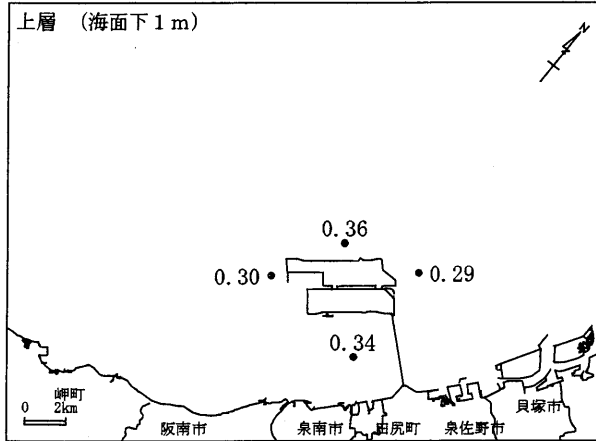 上層 （海面下1m）
N
0.36
0.30
0.29
0.34
岬町
0 2km
阪南市
泉南市
田尻町
泉佐野市
貝塚市